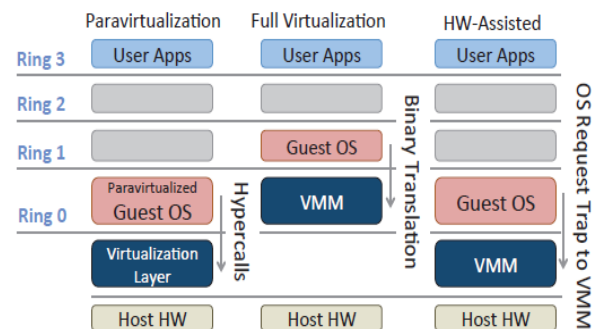 Paravirtualization Full Virtualization HW-Assisted
Ring 3 User Apps User Apps User Apps
Ring 2
Ring 1 Guest OS
Ring 0 Paravirtualized
Guest OS VMM Guest OS
Virtualization
Layer VMM
Host HW Host HW Host HW
Hypercalls
Binary Translation
OS Request Trap to VMM